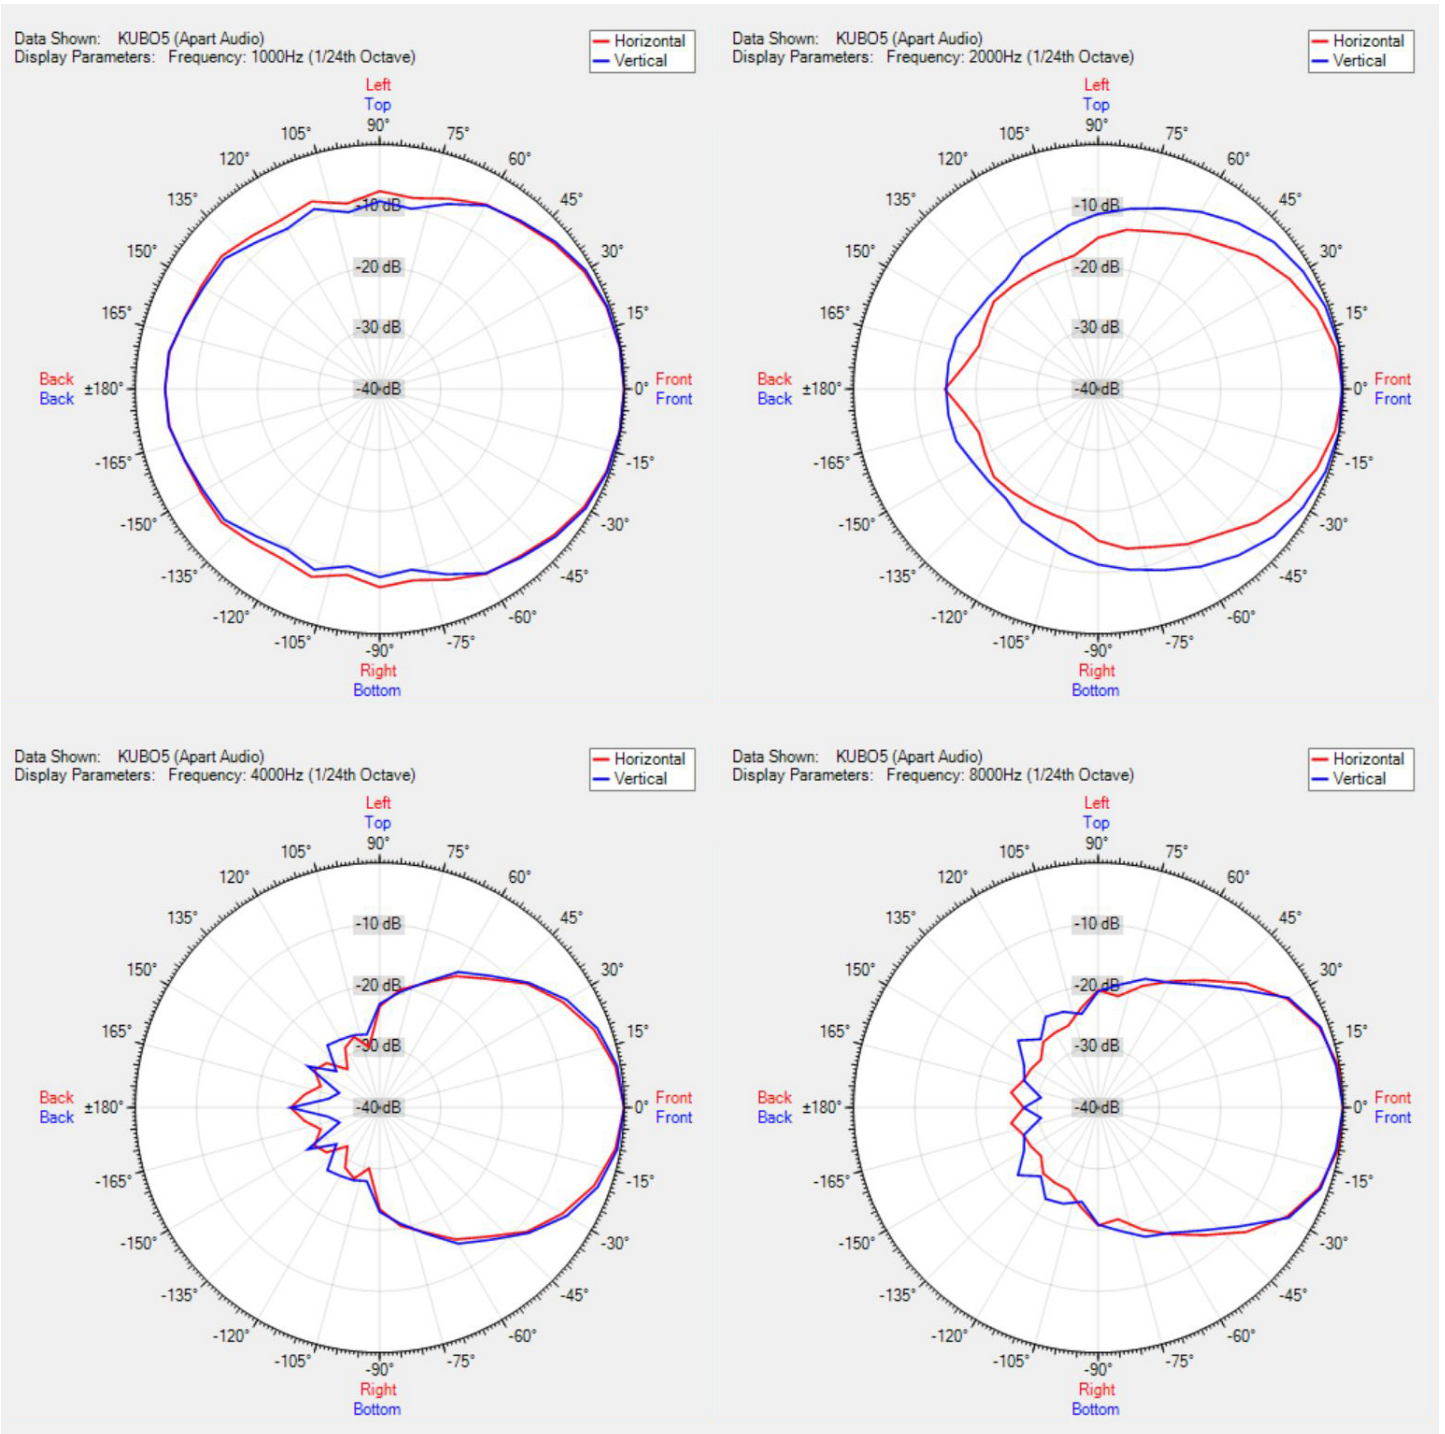 Data Shown: KUBO5 (Apart Audio)
Display Parameters: Frequency: 1000Hz (1/24th Octave)
Horizontal
Vertical
Left
Top
90°
105° 75°
120° 60°
135° 45°
150° 30°
165° 15°
Back ±180° 0° Front
Back Front
-165° -15°
-150° -30°
-135° -45°
-120° -60°
-105° -75°
-90°
Right
Bottom
-10 dB
-20 dB
-30 dB
-40 dB
Data Shown: KUBO5 (Apart Audio)
Display Parameters: Frequency: 2000Hz (1/24th Octave)
Horizontal
Vertical
Left
Top
90°
105° 75°
120° 60°
135° 45°
150° 30°
165° 15°
Back ±180° 0° Front
Back Front
-165° -15°
-150° -30°
-135° -45°
-120° -60°
-105° -75°
-90°
Right
Bottom
-10 dB
-20 dB
-30 dB
-40 dB
Data Shown: KUBO5 (Apart Audio)
Display Parameters: Frequency: 4000Hz (1/24th Octave)
Horizontal
Vertical
Left
Top
90°
105° 75°
120° 60°
135° 45°
150° 30°
165° 15°
Back ±180° 0° Front
Back Front
-165° -15°
-150° -30°
-135° -45°
-120° -60°
-105° -75°
-90°
Right
Bottom
-10 dB
-20 dB
-30 dB
-40 dB
Data Shown: KUBO5 (Apart Audio)
Display Parameters: Frequency: 8000Hz (1/24th Octave)
Horizontal
Vertical
Left
Top
90°
105° 75°
120° 60°
135° 45°
150° 30°
165° 15°
Back ±180° 0° Front
Back Front
-165° -15°
-150° -30°
-135° -45°
-120° -60°
-105° -75°
-90°
Right
Bottom
-10 dB
-20 dB
-30 dB
-40 dB